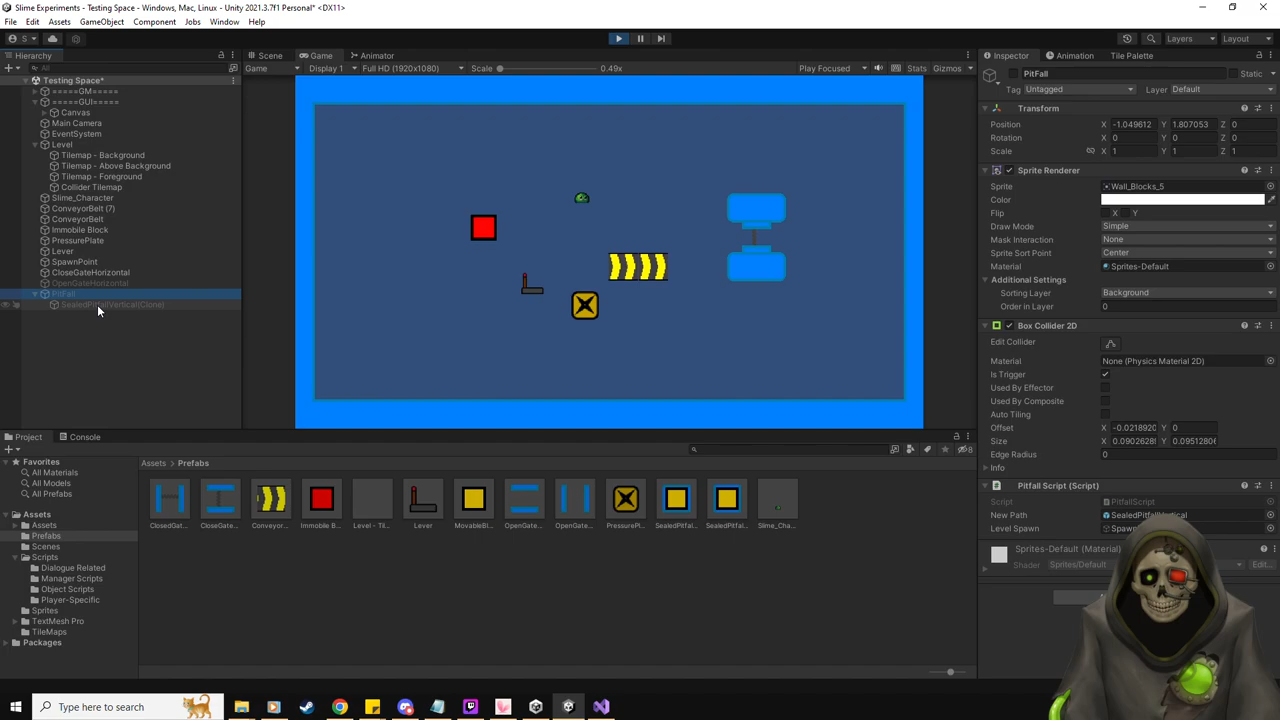 Slime Experiments - Testing Space - Windows, Mac, Linux - Unity 2021.3.7f1 Personal* <DX11>
File Edit Assets GameObject Component Jobs Window Help
S Layers Layout
Hierarchy Scene Game Animator Inspector Animation Tile Palette
All Game Display 1 Full HD (1920x1080) Scale 0.49x Play Focused Stats Gizmos PitFall Static
Testing Space*
=====GM=====
=====GUI=====
Canvas
Main Camera
EventSystem
Level
Tilemap - Background
Tilemap - Above Background
Tilemap - Foreground
Collider Tilemap
Slime_Character
ConveyorBelt (7)
ConveyorBelt
Immobile Block
PressurePlate
Lever
SpawnPoint
CloseGateHorizontal
OpenGateHorizontal
PitFall
SealedPitfallVertical(Clone)
Tag Untagged Layer Default
Transform
Position X -1.049612 Y 1.807053 Z 0
Rotation X 0 Y 0 Z 0
Scale X 1 Y 1 Z 1
Sprite Renderer
Sprite Wall_Blocks_5
Color
Flip X Y
Draw Mode Simple
Mask Interaction None
Sprite Sort Point Center
Material Sprites-Default
Additional Settings
Sorting Layer Background
Order in Layer 0
Box Collider 2D
Edit Collider
Material None (Physics Material 2D)
Is Trigger
Used By Effector
Used By Composite
Auto Tiling
Offset X -0.0218920 Y 0
Size X 0.0902628 Y 0.0951280
Edge Radius 0
Info
Pitfall Script (Script)
Script PitfallScript
New Path
Level Spawn
Sprites-Default (Material)
Shader Sprites/Default Edit...
Project Console
8
Favorites
All Materials
All Models
All Prefabs
Assets
Assets
Prefabs
Scenes
Scripts
Dialogue Related
Manager Scripts
Object Scripts
Player-Specific
Sprites
TextMesh Pro
TileMaps
Packages
Assets > Prefabs
ClosedGat... CloseGate... Conveyor... Immobile B... Level - Til... Lever MovableBl... OpenGate... OpenGat... PressurePl... SealedPitfal... SealedPitfal... Slime_Cha...
Type here to search